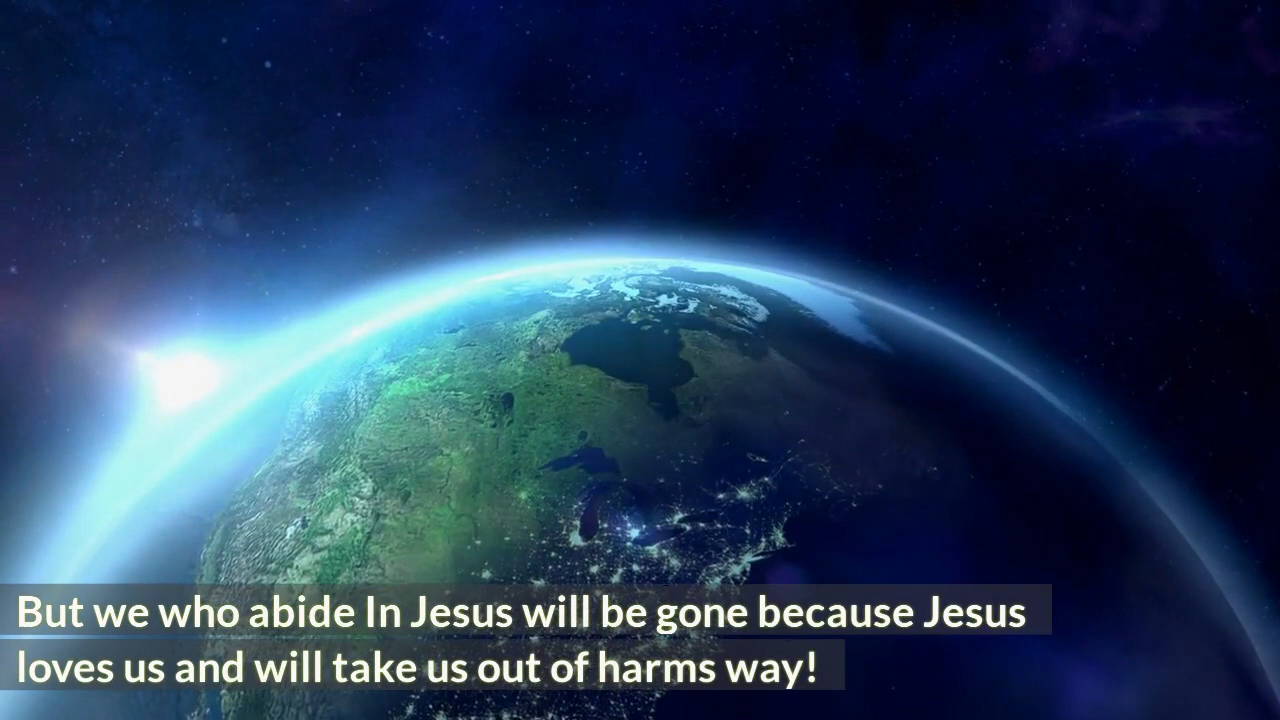 But we who abide In Jesus will be gone because Jesus
loves us and will take us out of harms way!